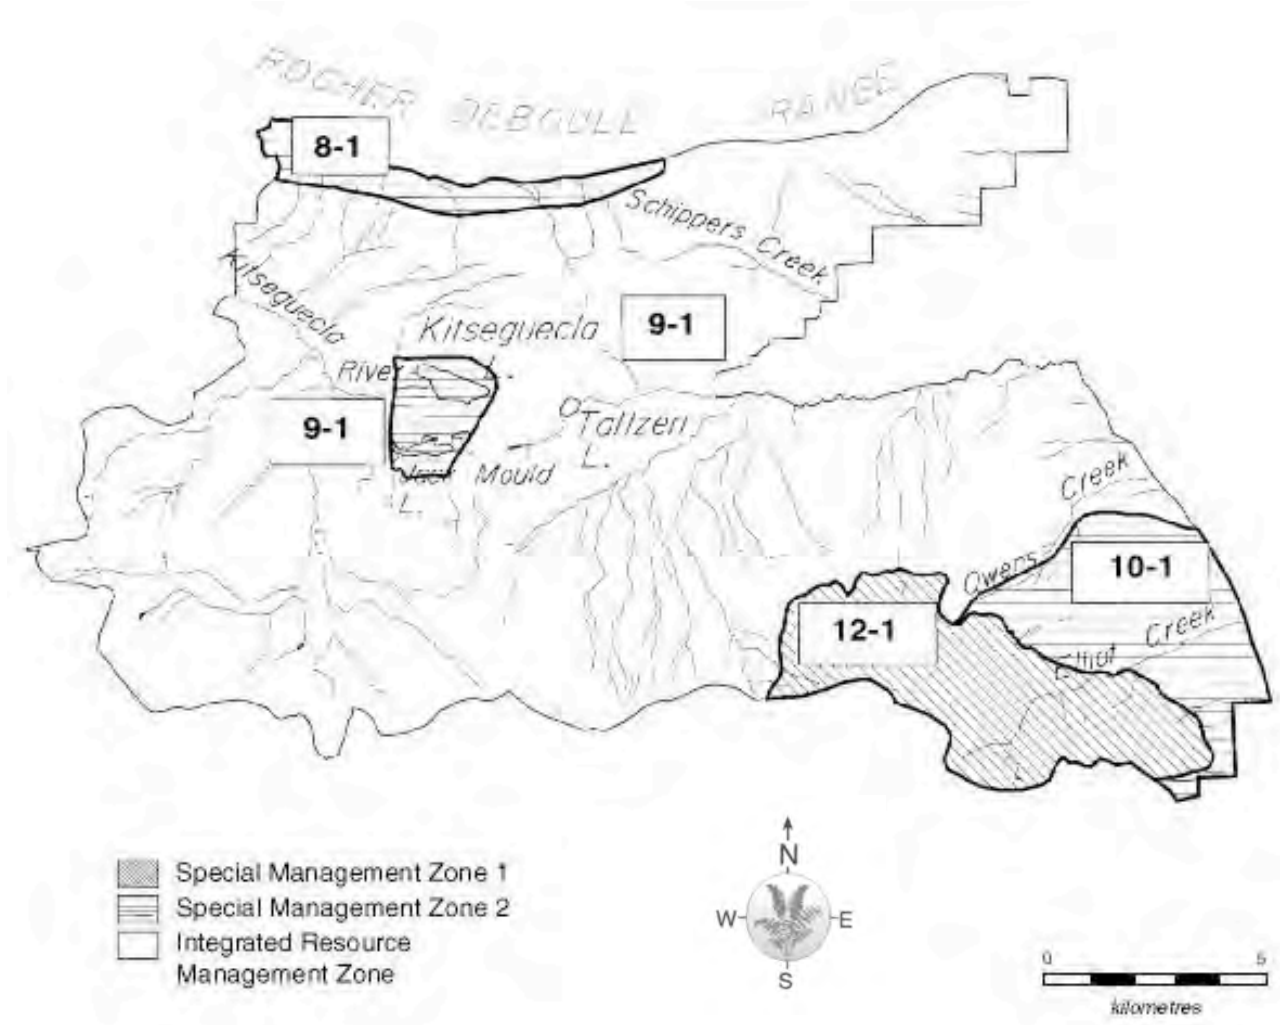 ROCHER DEBOULE RANGE
8-1
Schippers Creek
Kitseguecla
River
Kitseguecla
L.
9-1
9-1
Taltzen
L.
Mould
L.
Creek
Owens
10-1
12-1
Elliot Creek
Special Management Zone 1
Special Management Zone 2
Integrated Resource
Management Zone
N
W
E
S
0 5
kilometres